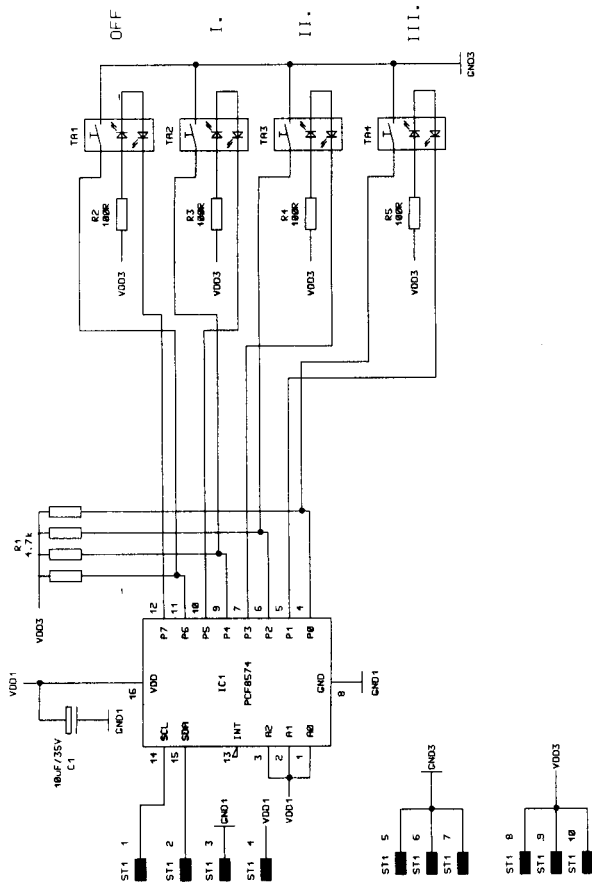 OFF
I.
II.
III.
TA1
TA2
TA3
TA4
GND3
R2
100R
R3
100R
R4
100R
R5
100R
VDD3
VDD3
VDD3
VDD3
R1
4.7k
VDD3
VDD1
10uF/35V
C1
GND1
16
VDD
IC1
PCF8574
GND
8
GND1
P7
12
P6
11
P5
10
P4
9
P3
7
P2
6
P1
5
P0
4
14
SCL
15
SDA
13
INT
3
A2
2
A1
1
A0
VDD1
ST1 1
ST1 2
ST1 3
GND1
ST1 4
VDD1
ST1 5
ST1 6
ST1 7
GND3
ST1 8
ST1 9
ST1 10
VDD3